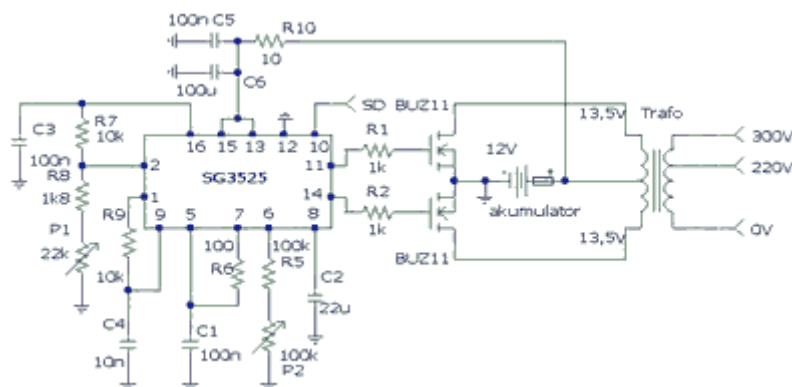 100n C5
R10
10
100u
C6
SD
BUZ11
13,5V
Trafo
C3
100n
R7
10k
16
15
13
12
10
R1
1k
12V
300V
220V
0V
2
SG3525
11
14
R8
1k8
1
9
5
7
6
8
R2
1k
akumulator
P1
22k
R9
10k
100
R6
100k
R5
C2
22u
BUZ11
13,5V
C4
10n
C1
100n
100k
P2